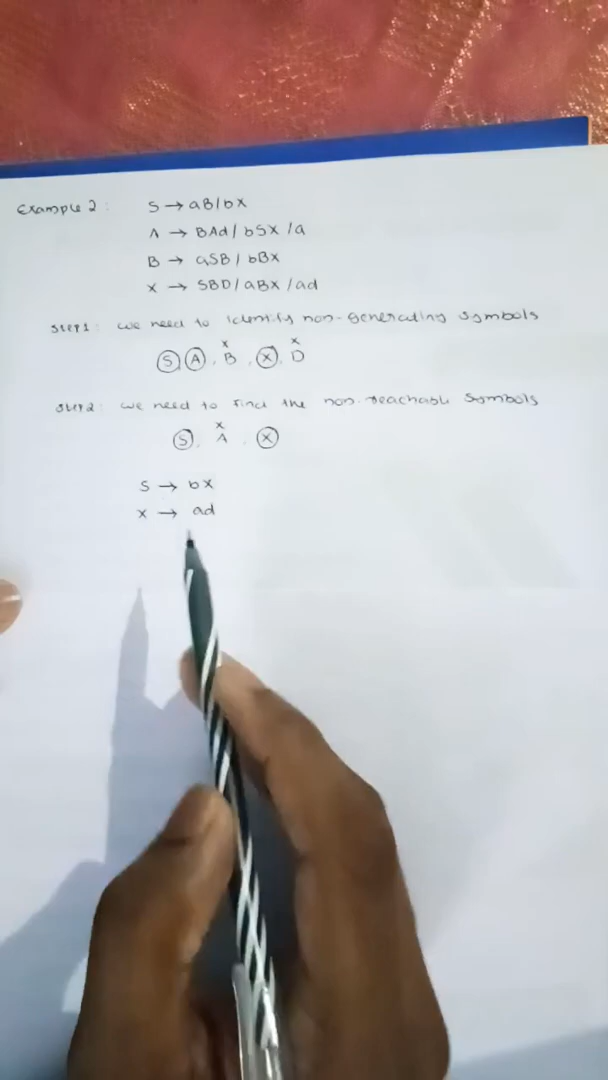 Example 2: S → aB/bX
A → BAd/bSX/a
B → aSB/bBX
X → SBD/aBX/ad
Step1: we need to identify non-generating symbols
S A, B, X, D
x x
Step2: we need to find the non-reachable symbols
S, A, X
x
S → bX
X → ad